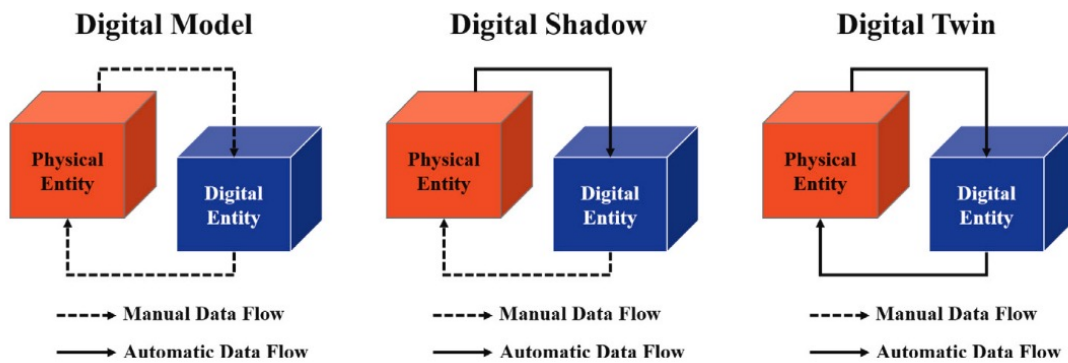 Digital Model
Physical
Entity
Digital
Entity
Manual Data Flow
Automatic Data Flow
Digital Shadow
Physical
Entity
Digital
Entity
Manual Data Flow
Automatic Data Flow
Digital Twin
Physical
Entity
Digital
Entity
Manual Data Flow
Automatic Data Flow